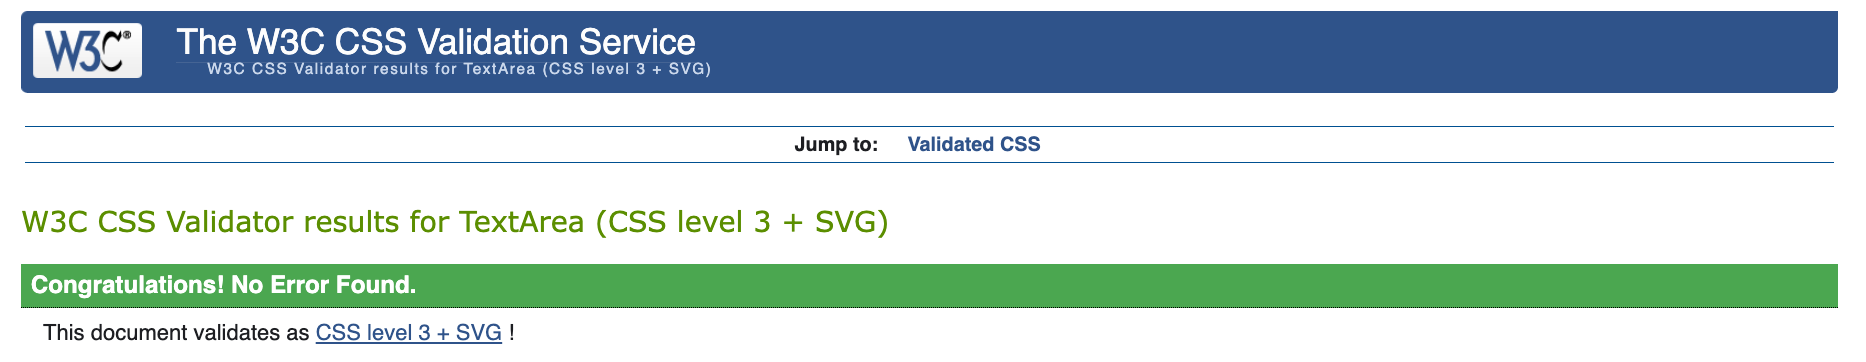 W3C®
The W3C CSS Validation Service
W3C CSS Validator results for TextArea (CSS level 3 + SVG)
Jump to: Validated CSS
W3C CSS Validator results for TextArea (CSS level 3 + SVG)
Congratulations! No Error Found.
This document validates as CSS level 3 + SVG !